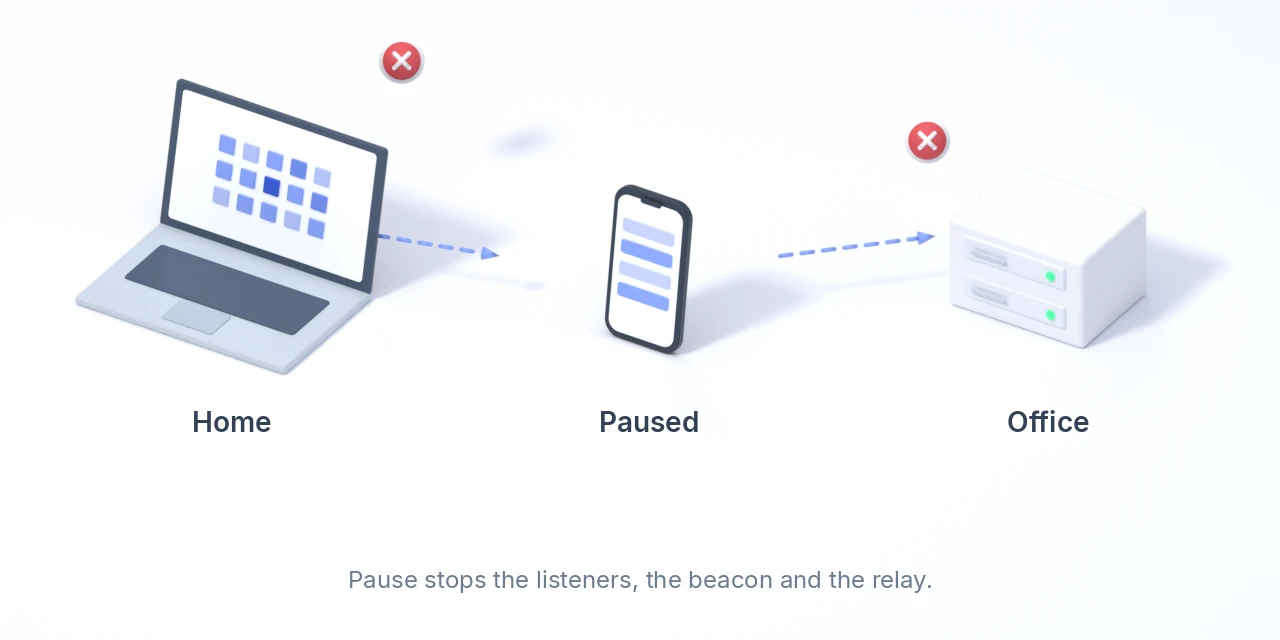 Home
Paused
Office
Pause stops the listeners, the beacon and the relay.